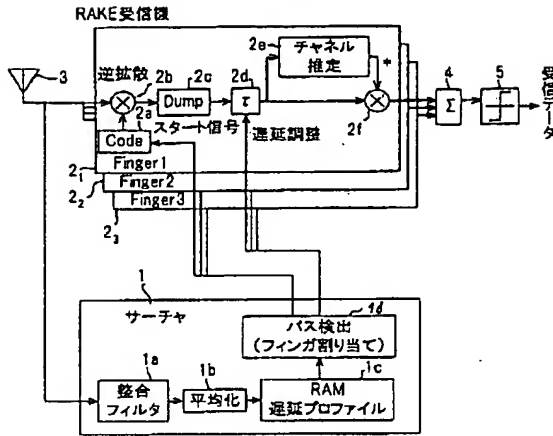 RAKE受信機
3
逆拡散
2b
2c
2d
2e
チャネル
推定
*
4
5
Dump
τ
2f
Σ
受信データ
2a
スタート信号
Code
遅延調整
Finger1
2₁
Finger2
2₂
Finger3
2₃
1
サーチャ
1d
パス検出
(フィンガ割り当て)
1a
整合
フィルタ
1b
平均化
1c
RAM
遅延プロファイル